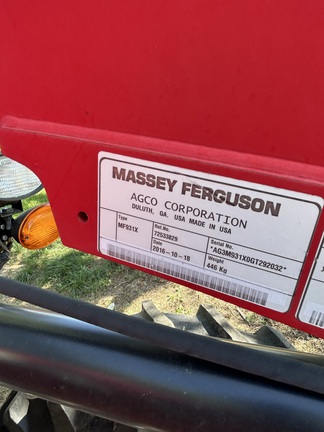 MASSEY FERGUSON
AGCO CORPORATION
DULUTH, GA. USA MADE IN USA
Type
MF931X
Ref.No.
72533829
Serial No.
*AG3M931X0GT292032*
Date
2016-10-18
Weight
446 Kg